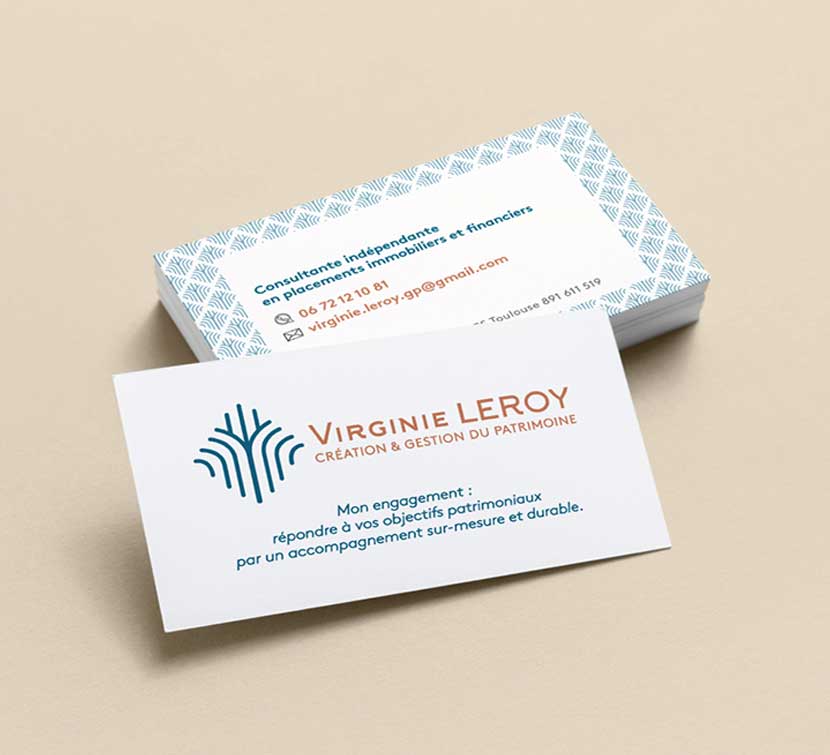 Consultante indépendante
en placements immobiliers et financiers
06 72 12 10 81
virginie.leroy.gp@gmail.com
Toulouse 891 611 519
VIRGINIE LEROY
CRÉATION & GESTION DU PATRIMOINE
Mon engagement :
répondre à vos objectifs patrimoniaux
par un accompagnement sur-mesure et durable.